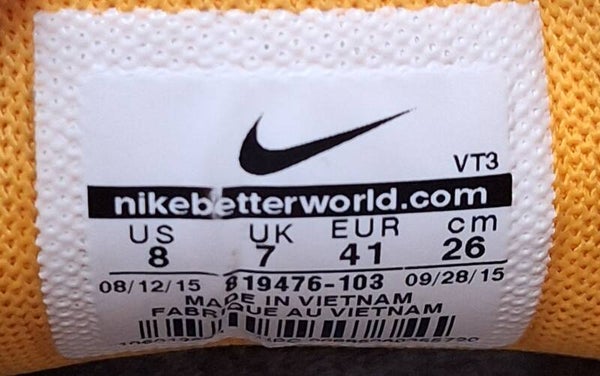 VT3
nikebetterworld.com
US UK EUR cm
8 7 41 26
08/12/15 819476-103 09/28/15
MADE IN VIETNAM
FABRIQUE AU VIETNAM